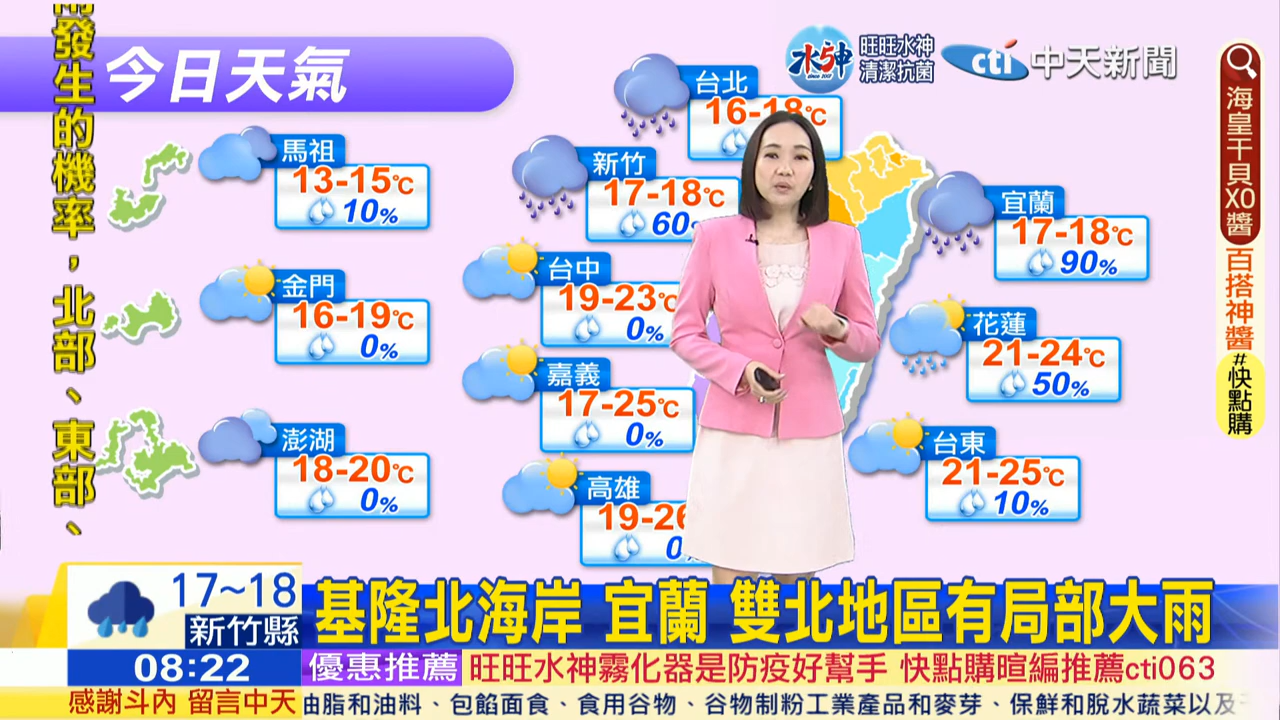 雨發生的機率，北部、東部、
今日天氣
水神
since 2017
旺旺水神
清潔抗菌
cti 中天新聞
海皇干貝XO醬
百搭神醬
#快點購
馬祖
13-15℃
10%
金門
16-19℃
0%
澎湖
18-20℃
0%
台北
16-18℃
新竹
17-18℃
60%
台中
19-23℃
0%
嘉義
17-25℃
0%
高雄
19-26
0%
宜蘭
17-18℃
90%
花蓮
21-24℃
50%
台東
21-25℃
10%
17~18
新竹縣
08:22
基隆北海岸 宜蘭 雙北地區有局部大雨
優惠推薦 旺旺水神霧化器是防疫好幫手 快點購暄編推薦cti063
感謝斗內 留言中天 油脂和油料、包餡面食、食用谷物、谷物制粉工業產品和麥芽、保鮮和脫水蔬菜以及